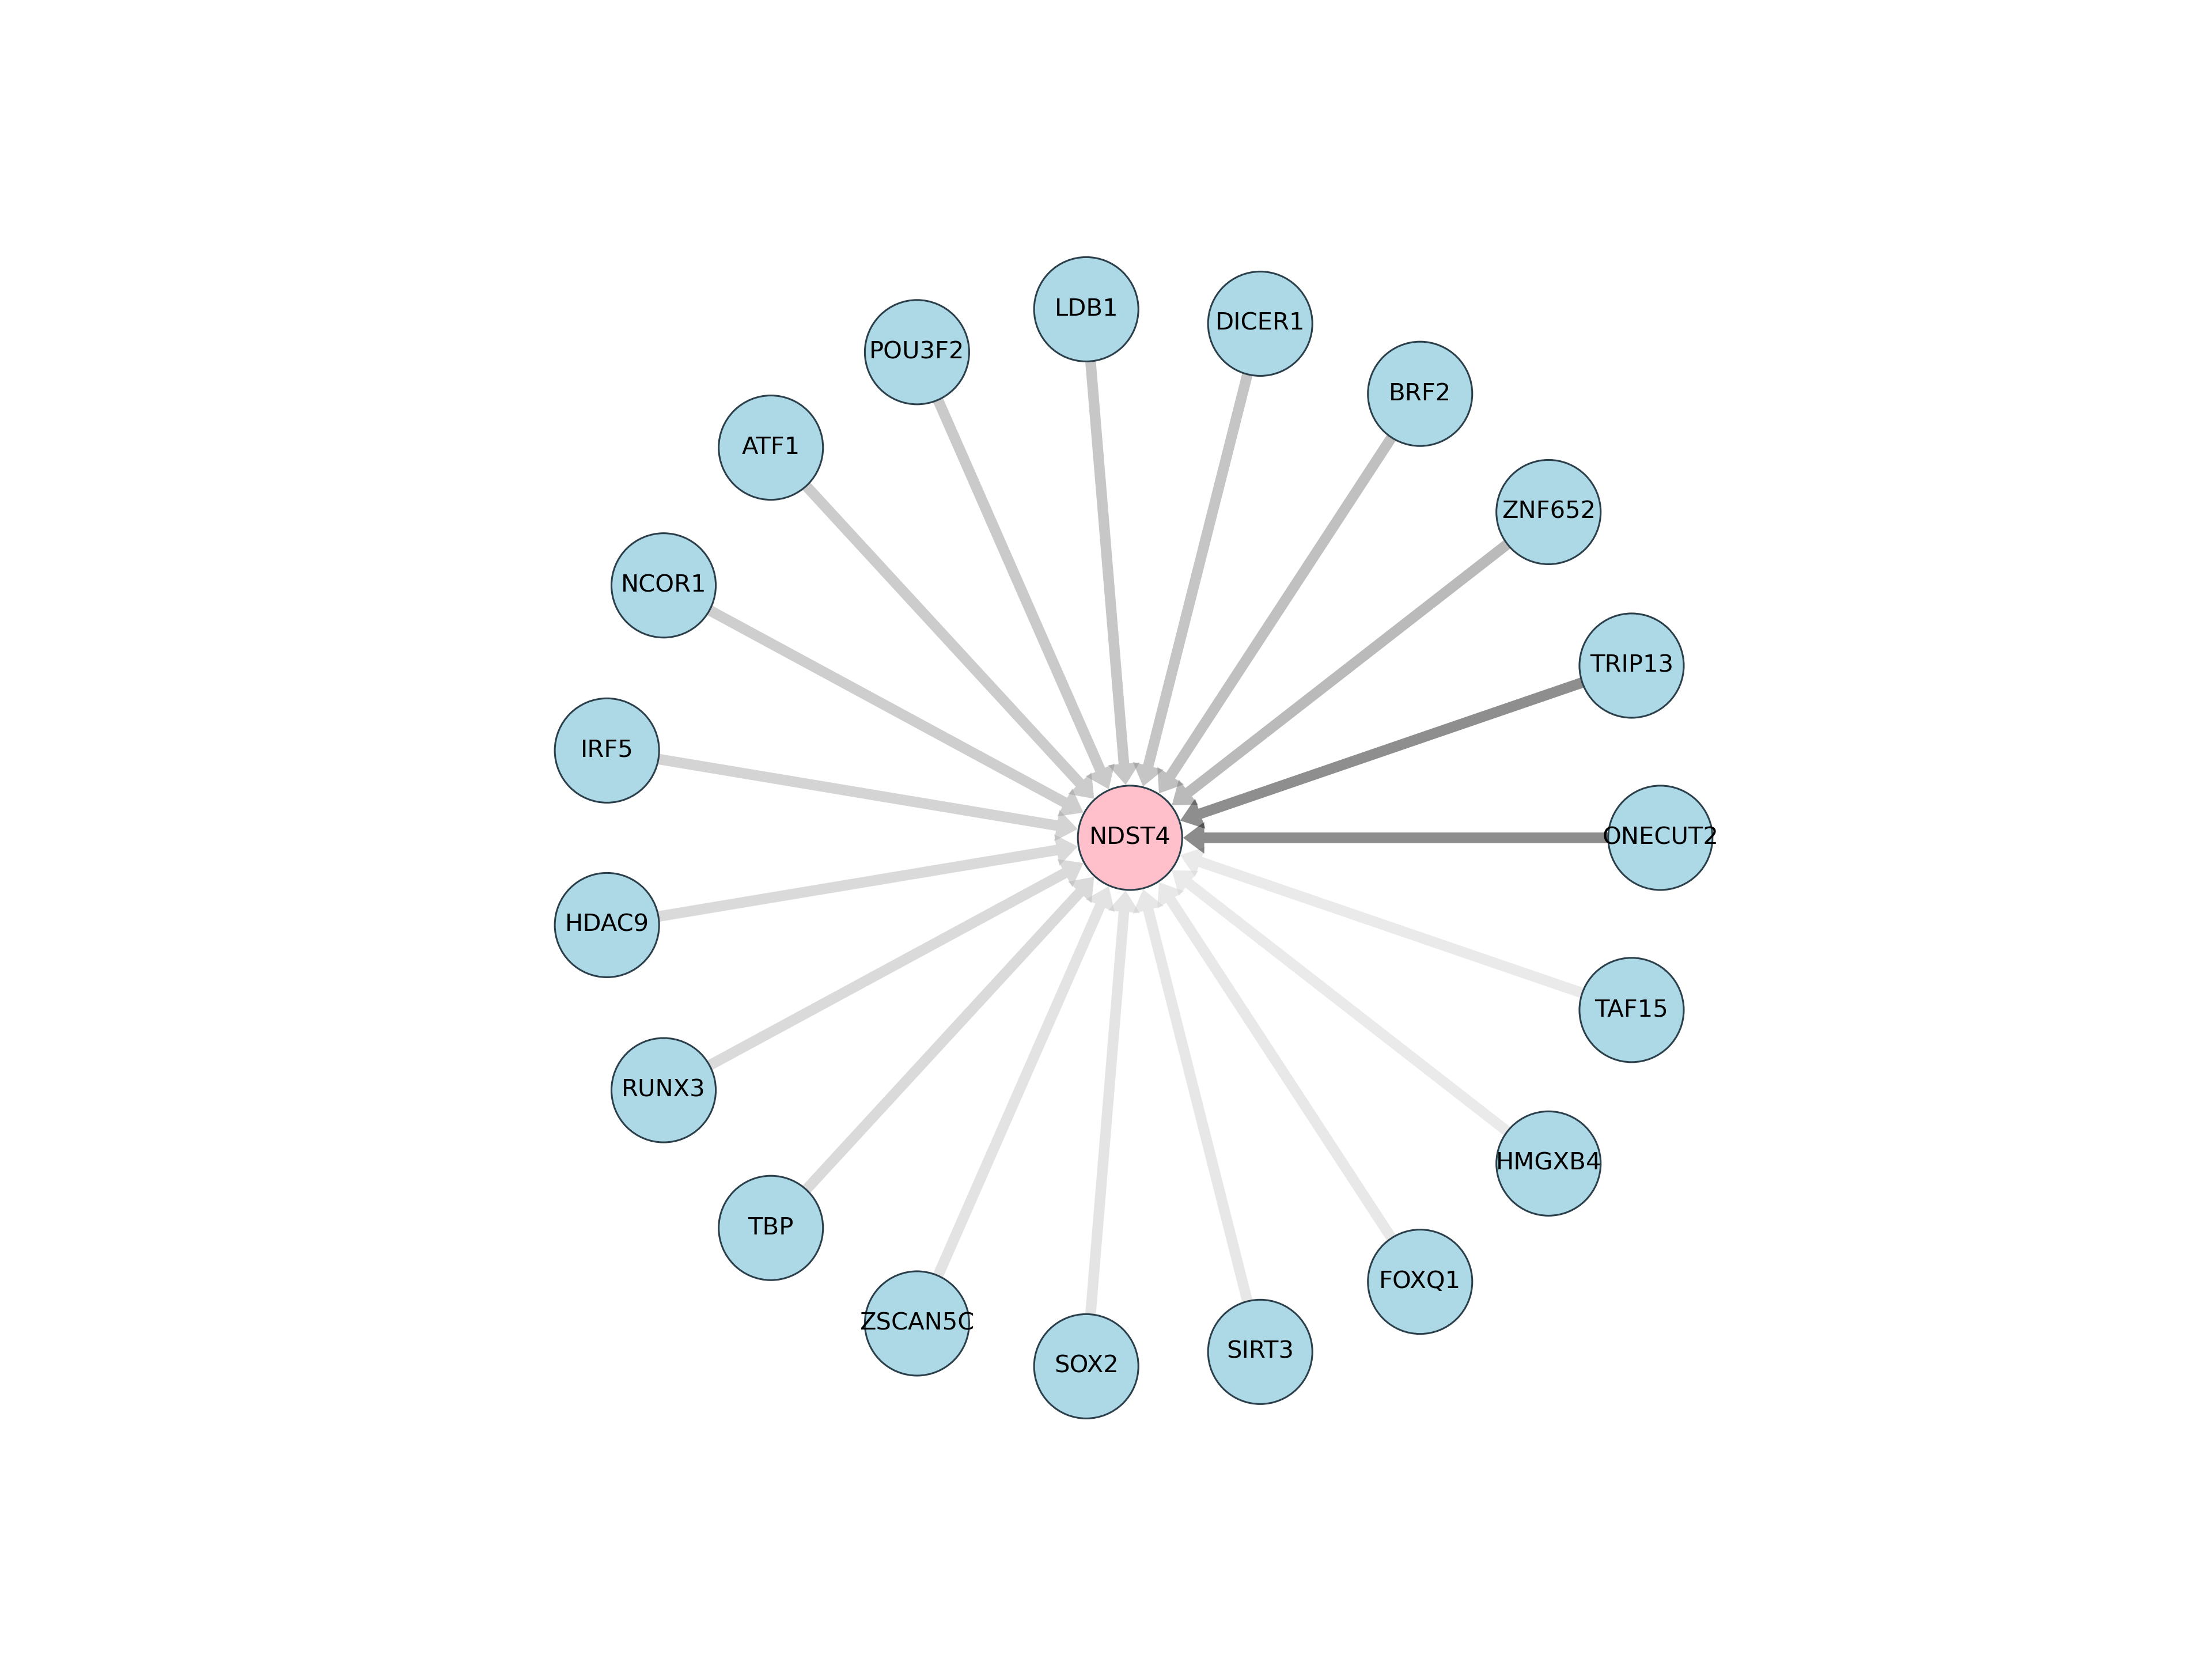 LDB1
DICER1
POU3F2
BRF2
ATF1
ZNF652
NCOR1
TRIP13
IRF5
NDST4
ONECUT2
HDAC9
TAF15
RUNX3
HMGXB4
TBP
FOXQ1
ZSCAN5C
SIRT3
SOX2